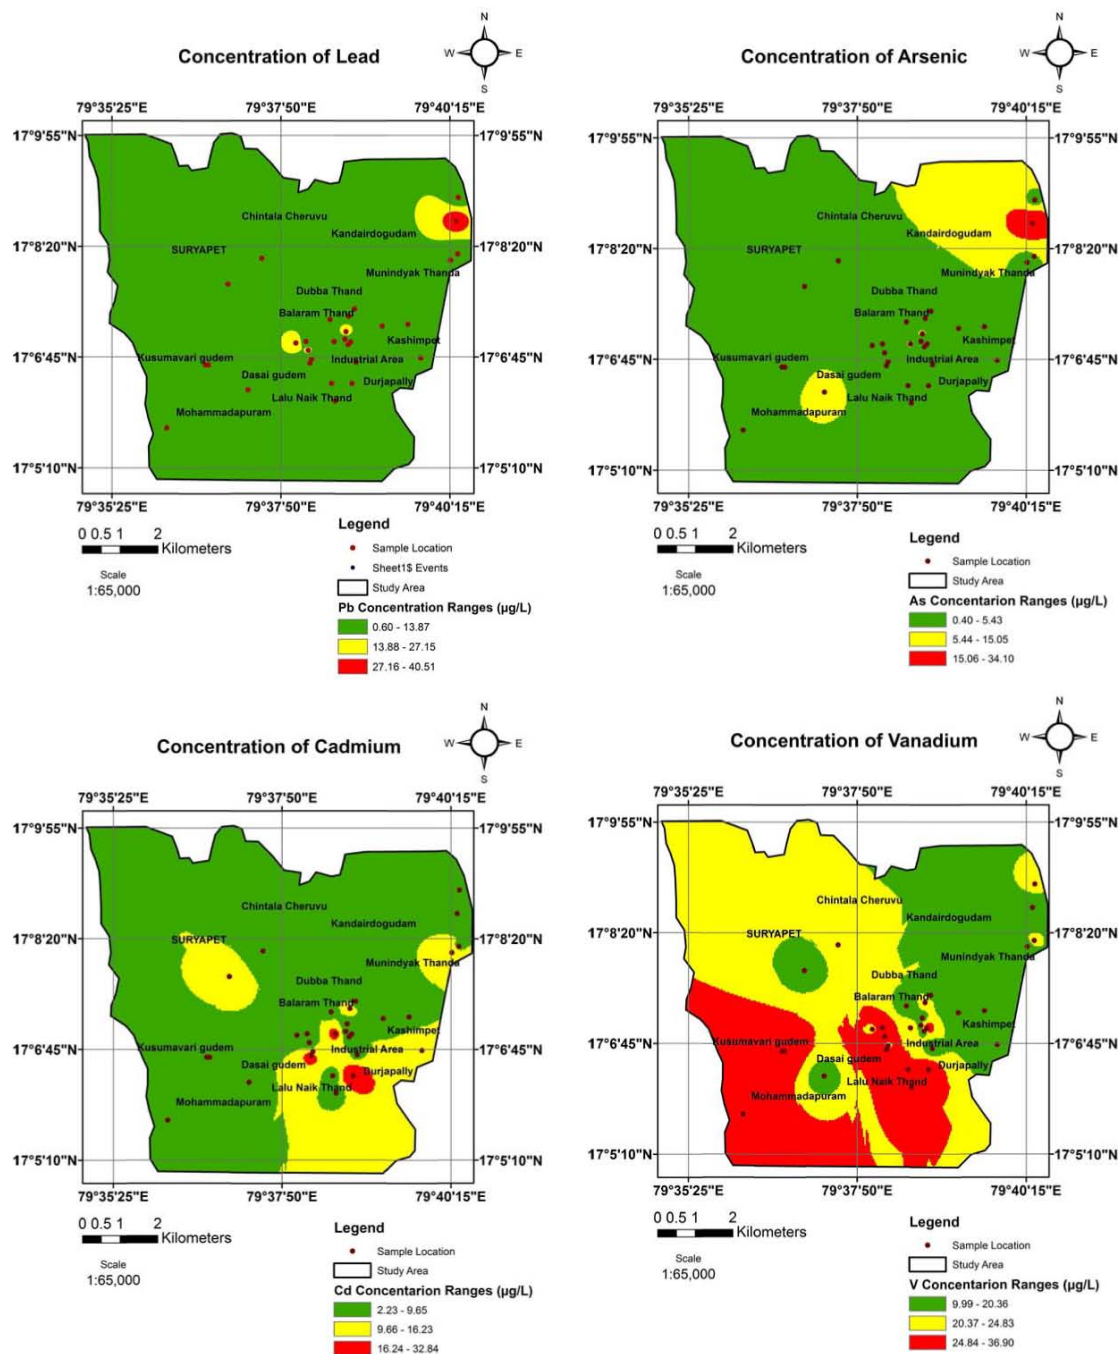 N
Concentration of Lead
W E
S
79°35'25"E 79°37'50"E 79°40'15"E
17°9'55"N 17°9'55"N
Chintala Cheruvu
Kandairdogudam
17°8'20"N 17°8'20"N
SURYAPET
Munindyak Thanda
Dubba Thand
Balaram Thand
Kashimpet
17°6'45"N 17°6'45"N
Kusumavari gudem
Industrial Area
Dasai gudem
Durjapally
Lalu Naik Thand
Mohammadapuram
17°5'10"N 17°5'10"N
79°35'25"E 79°37'50"E 79°40'15"E
0 0.5 1 2
Kilometers
Scale
1:65,000
Legend
Sample Location
Sheet1$ Events
Study Area
Pb Concentration Ranges (µg/L)
0.60 - 13.87
13.88 - 27.15
27.16 - 40.51
N
Concentration of Arsenic
W E
S
79°35'25"E 79°37'50"E 79°40'15"E
17°9'55"N 17°9'55"N
Chintala Cheruvu
Kandairdogudam
17°8'20"N 17°8'20"N
SURYAPET
Munindyak Thanda
Dubba Thand
Balaram Thand
Kashimpet
17°6'45"N 17°6'45"N
Kusumavari gudem
Industrial Area
Dasai gudem
Durjapally
Lalu Naik Thand
Mohammadapuram
17°5'10"N 17°5'10"N
79°35'25"E 79°37'50"E 79°40'15"E
0 0.5 1 2
Kilometers
Scale
1:65,000
Legend
Sample Location
Study Area
As Concentarion Ranges (µg/L)
0.40 - 5.43
5.44 - 15.05
15.06 - 34.10
N
Concentration of Cadmium
W E
S
79°35'25"E 79°37'50"E 79°40'15"E
17°9'55"N 17°9'55"N
Chintala Cheruvu
Kandairdogudam
17°8'20"N 17°8'20"N
SURYAPET
Munindyak Thanda
Dubba Thand
Balaram Thand
Kashimpet
17°6'45"N 17°6'45"N
Kusumavari gudem
Industrial Area
Dasai gudem
Durjapally
Lalu Naik Thand
Mohammadapuram
17°5'10"N 17°5'10"N
79°35'25"E 79°37'50"E 79°40'15"E
0 0.5 1 2
Kilometers
Scale
1:65,000
Legend
Sample Location
Study Area
Cd Concentarion Ranges (µg/L)
2.23 - 9.65
9.66 - 16.23
16.24 - 32.84
N
Concentration of Vanadium
W E
S
79°35'25"E 79°37'50"E 79°40'15"E
17°9'55"N 17°9'55"N
Chintala Cheruvu
Kandairdogudam
17°8'20"N 17°8'20"N
SURYAPET
Munindyak Thanda
Dubba Thand
Balaram Thand
Kashimpet
17°6'45"N 17°6'45"N
Kusumavari gudem
Industrial Area
Dasai gudem
Durjapally
Lalu Naik Thand
Mohammadapuram
17°5'10"N 17°5'10"N
79°35'25"E 79°37'50"E 79°40'15"E
0 0.5 1 2
Kilometers
Scale
1:65,000
Legend
Sample Location
Study Area
V Concentarion Ranges (µg/L)
9.99 - 20.36
20.37 - 24.83
24.84 - 36.90